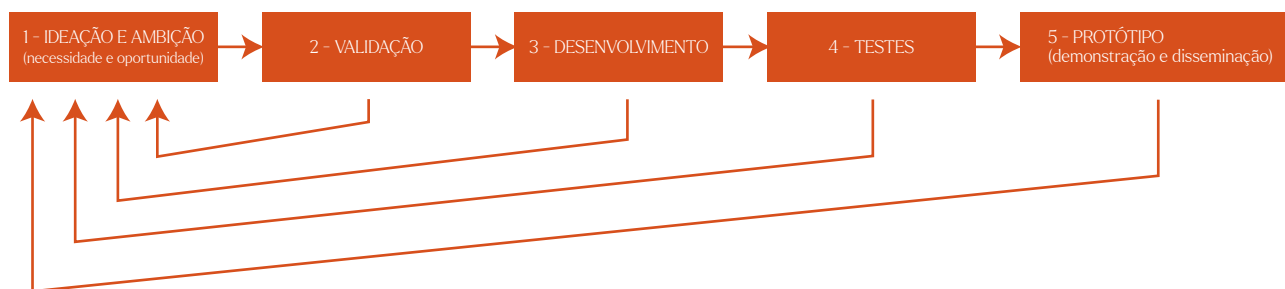 1 - IDEAÇÃO E AMBIÇÃO
(necessidade e oportunidade)
2 - VALIDAÇÃO
3 - DESENVOLVIMENTO
4 - TESTES
5 - PROTÓTIPO
(demonstração e disseminação)